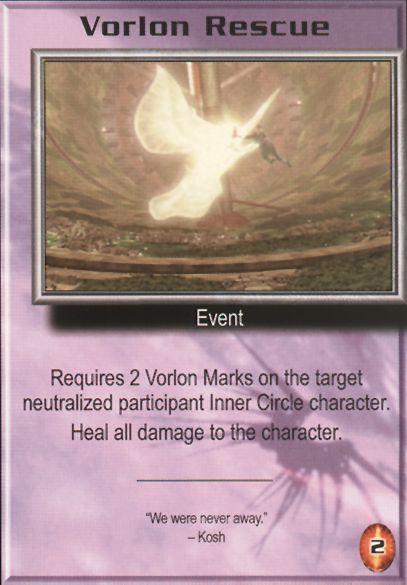 Vorlon Rescue
Event
Requires 2 Vorlon Marks on the target
neutralized participant Inner Circle character.
Heal all damage to the character.
“We were never away.”
– Kosh
2